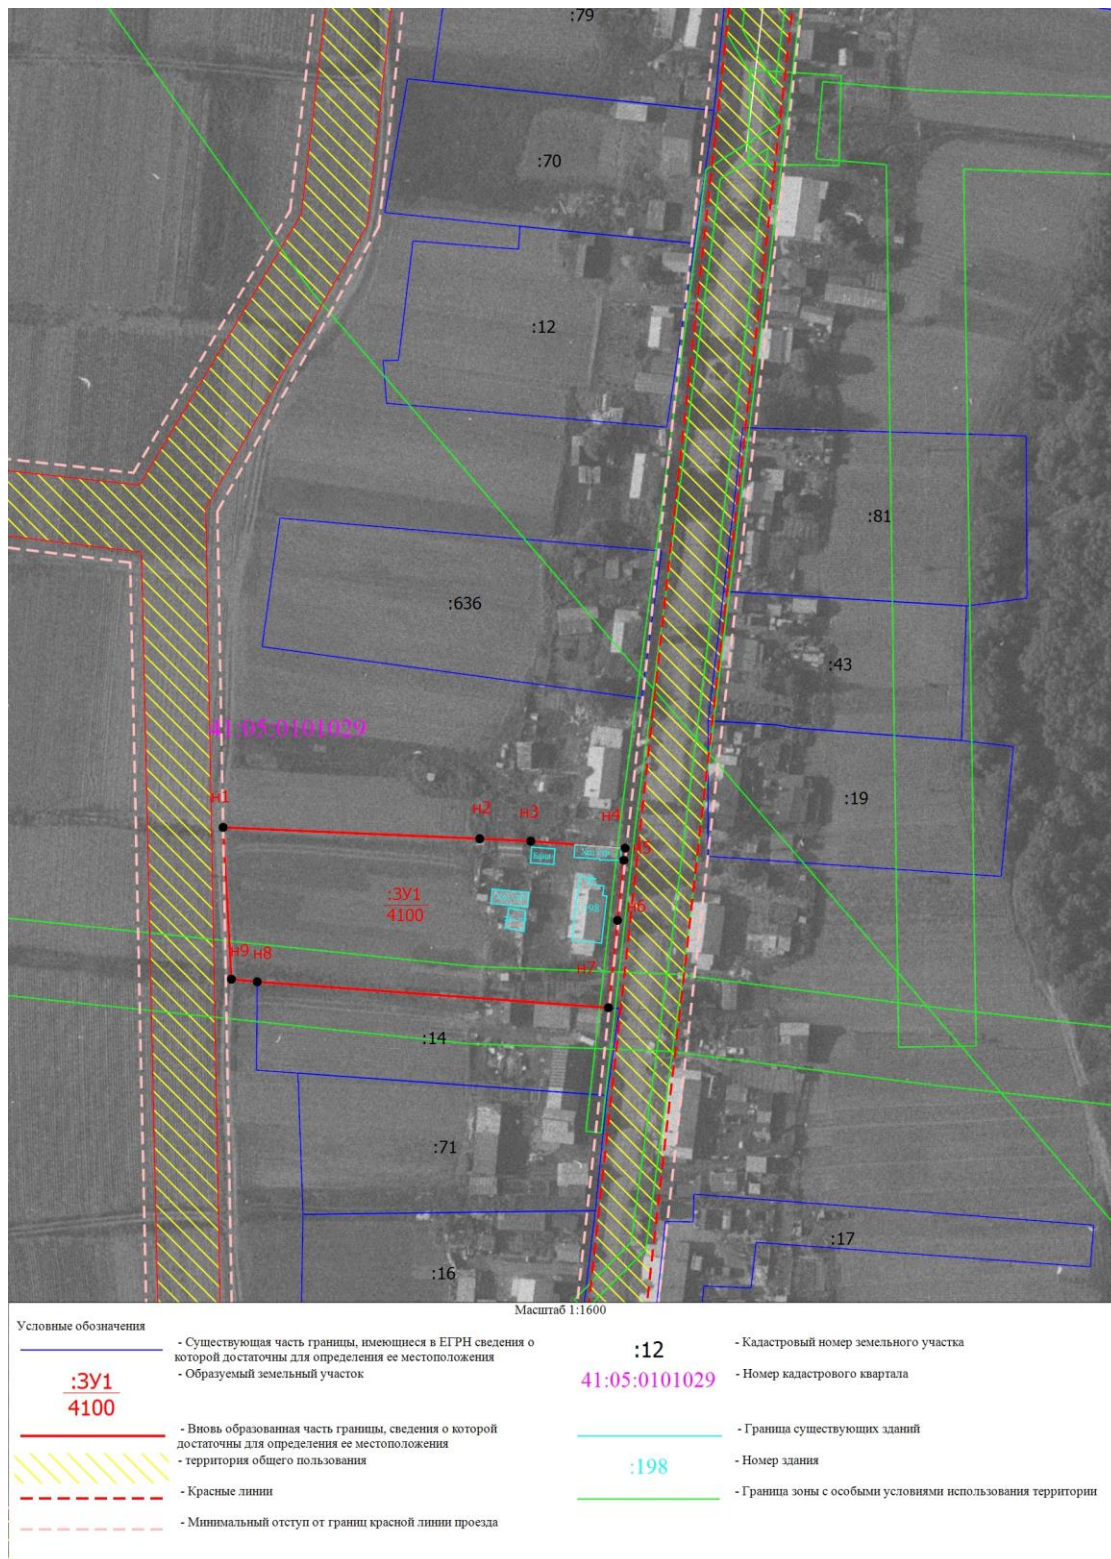 :79
:70
:12
:81
:636
:43
41:05:0101029
:19
н1
н2
н3
н4
н5
:ЗУ1
4100
н6
н9
н8
н7
:14
:71
:17
:16
Масштаб 1:1600
Условные обозначения
- Существующая часть границы, имеющиеся в ЕГРН сведения о
которой достаточны для определения ее местоположения
:ЗУ1
4100
- Образуемый земельный участок
- Вновь образованная часть границы, сведения о которой
достаточны для определения ее местоположения
- территория общего пользования
- Красные линии
- Минимальный отступ от границ красной линии проезда
:12
- Кадастровый номер земельного участка
41:05:0101029
- Номер кадастрового квартала
- Граница существующих зданий
:198
- Номер здания
- Граница зоны с особыми условиями использования территории